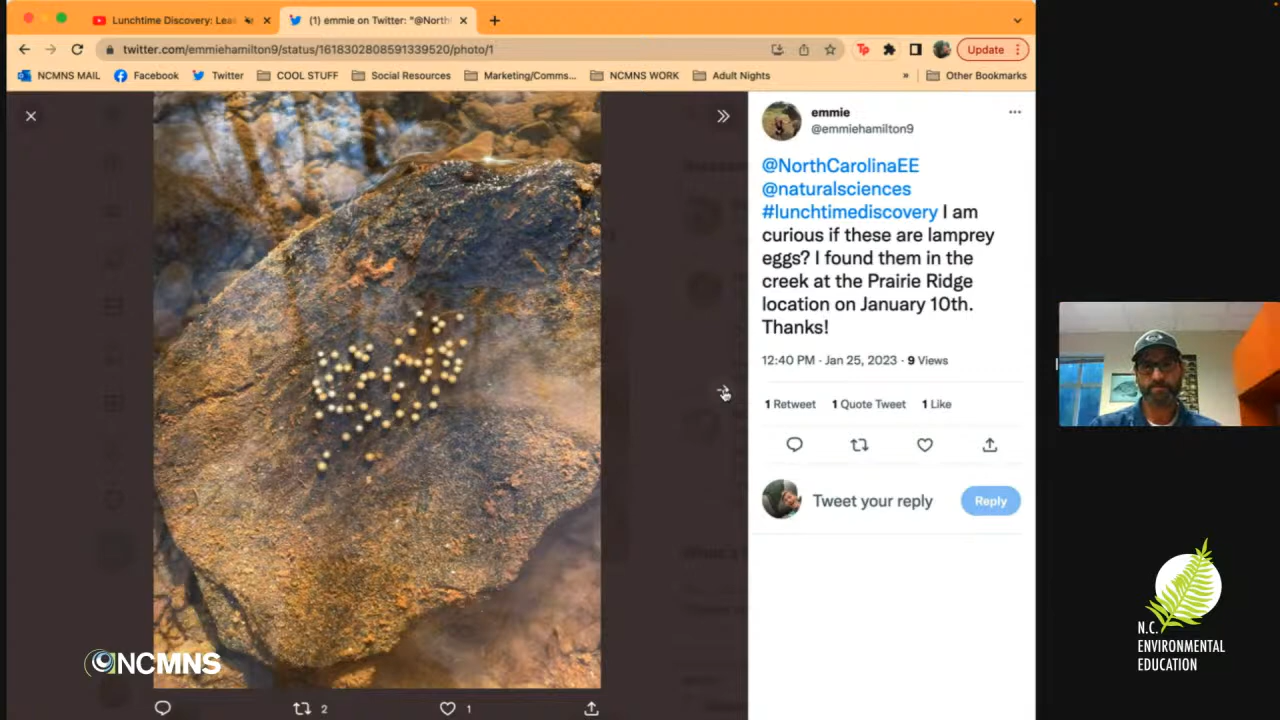 Lunchtime Discovery: Lea
(1) emmie on Twitter: "@North
twitter.com/emmiehamilton9/status/1618302808591339520/photo/1
Tp
Update
NCMNS MAIL
Facebook
Twitter
COOL STUFF
Social Resources
Marketing/Comms...
NCMNS WORK
Adult Nights
»
Other Bookmarks
emmie
@emmiehamilton9
@NorthCarolinaEE
@naturalsciences
#lunchtimediscovery I am
curious if these are lamprey
eggs? I found them in the
creek at the Prairie Ridge
location on January 10th.
Thanks!
12:40 PM · Jan 25, 2023 · 9 Views
1 Retweet 1 Quote Tweet 1 Like
Tweet your reply
Reply
2
1
NCMNS
N.C.
ENVIRONMENTAL
EDUCATION